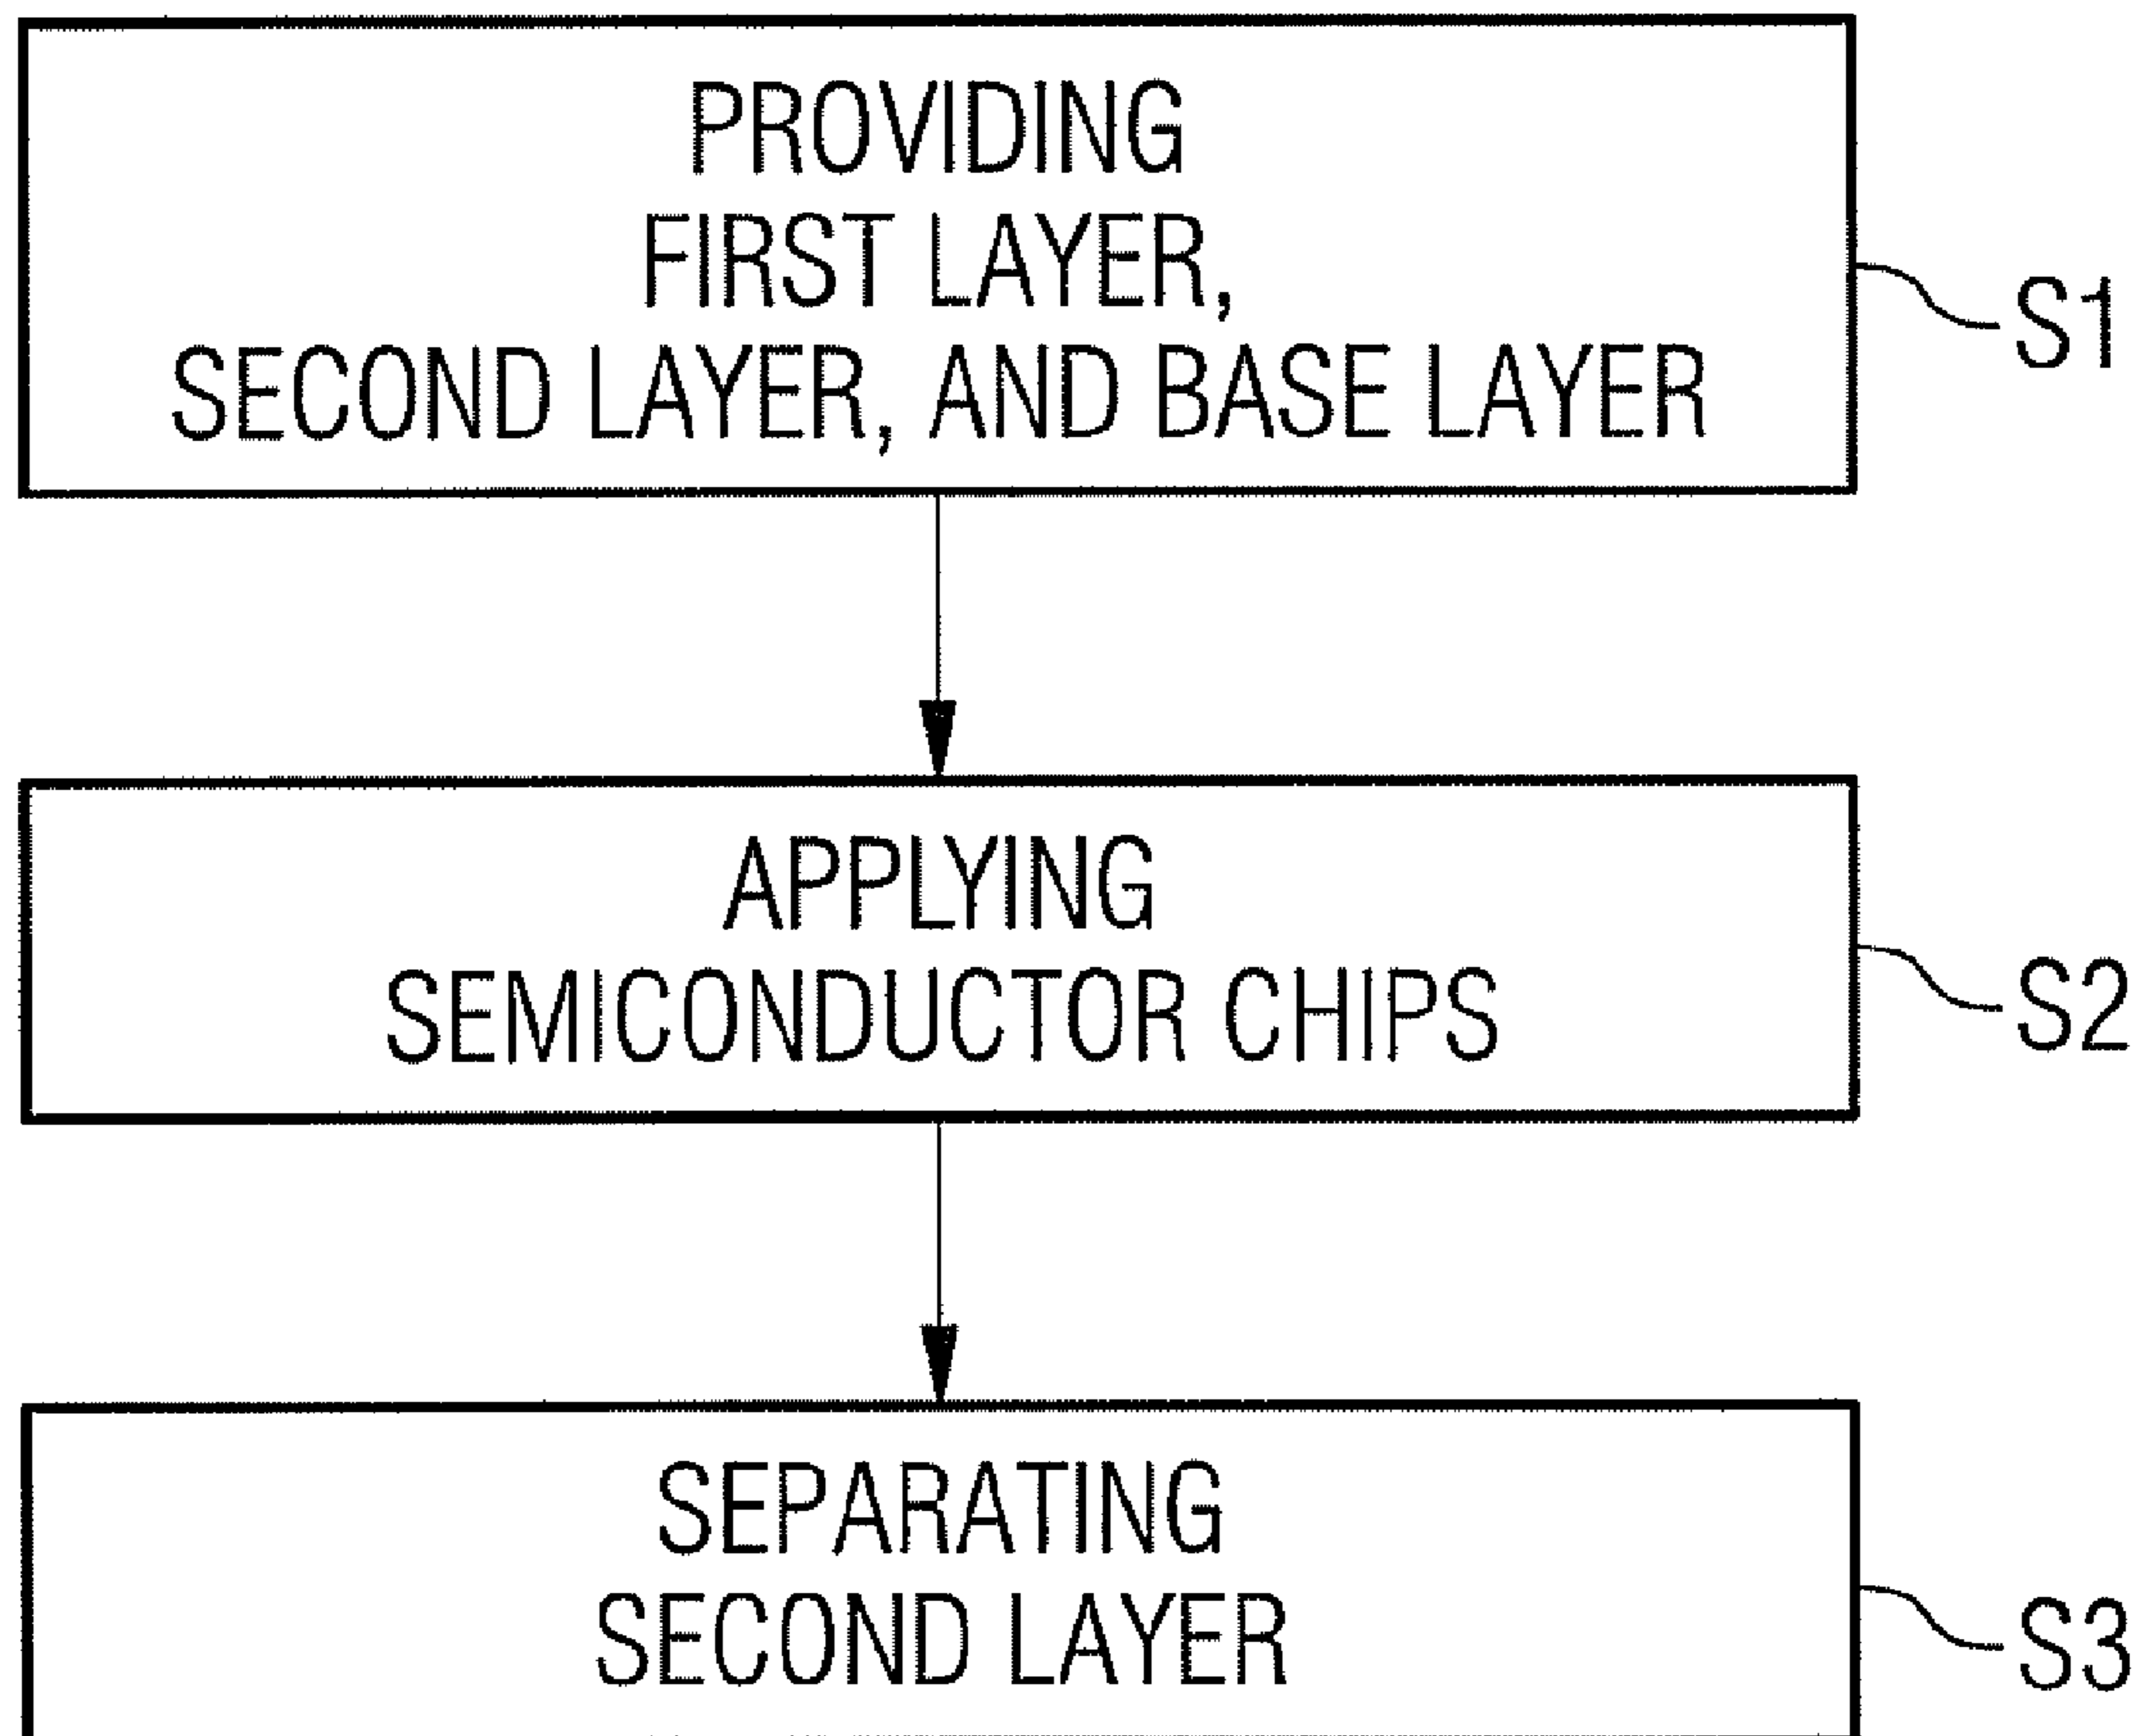 PROVIDING
FIRST LAYER,
SECOND LAYER, AND BASE LAYER
S1
APPLYING
SEMICONDUCTOR CHIPS
S2
SEPARATING
SECOND LAYER
S3